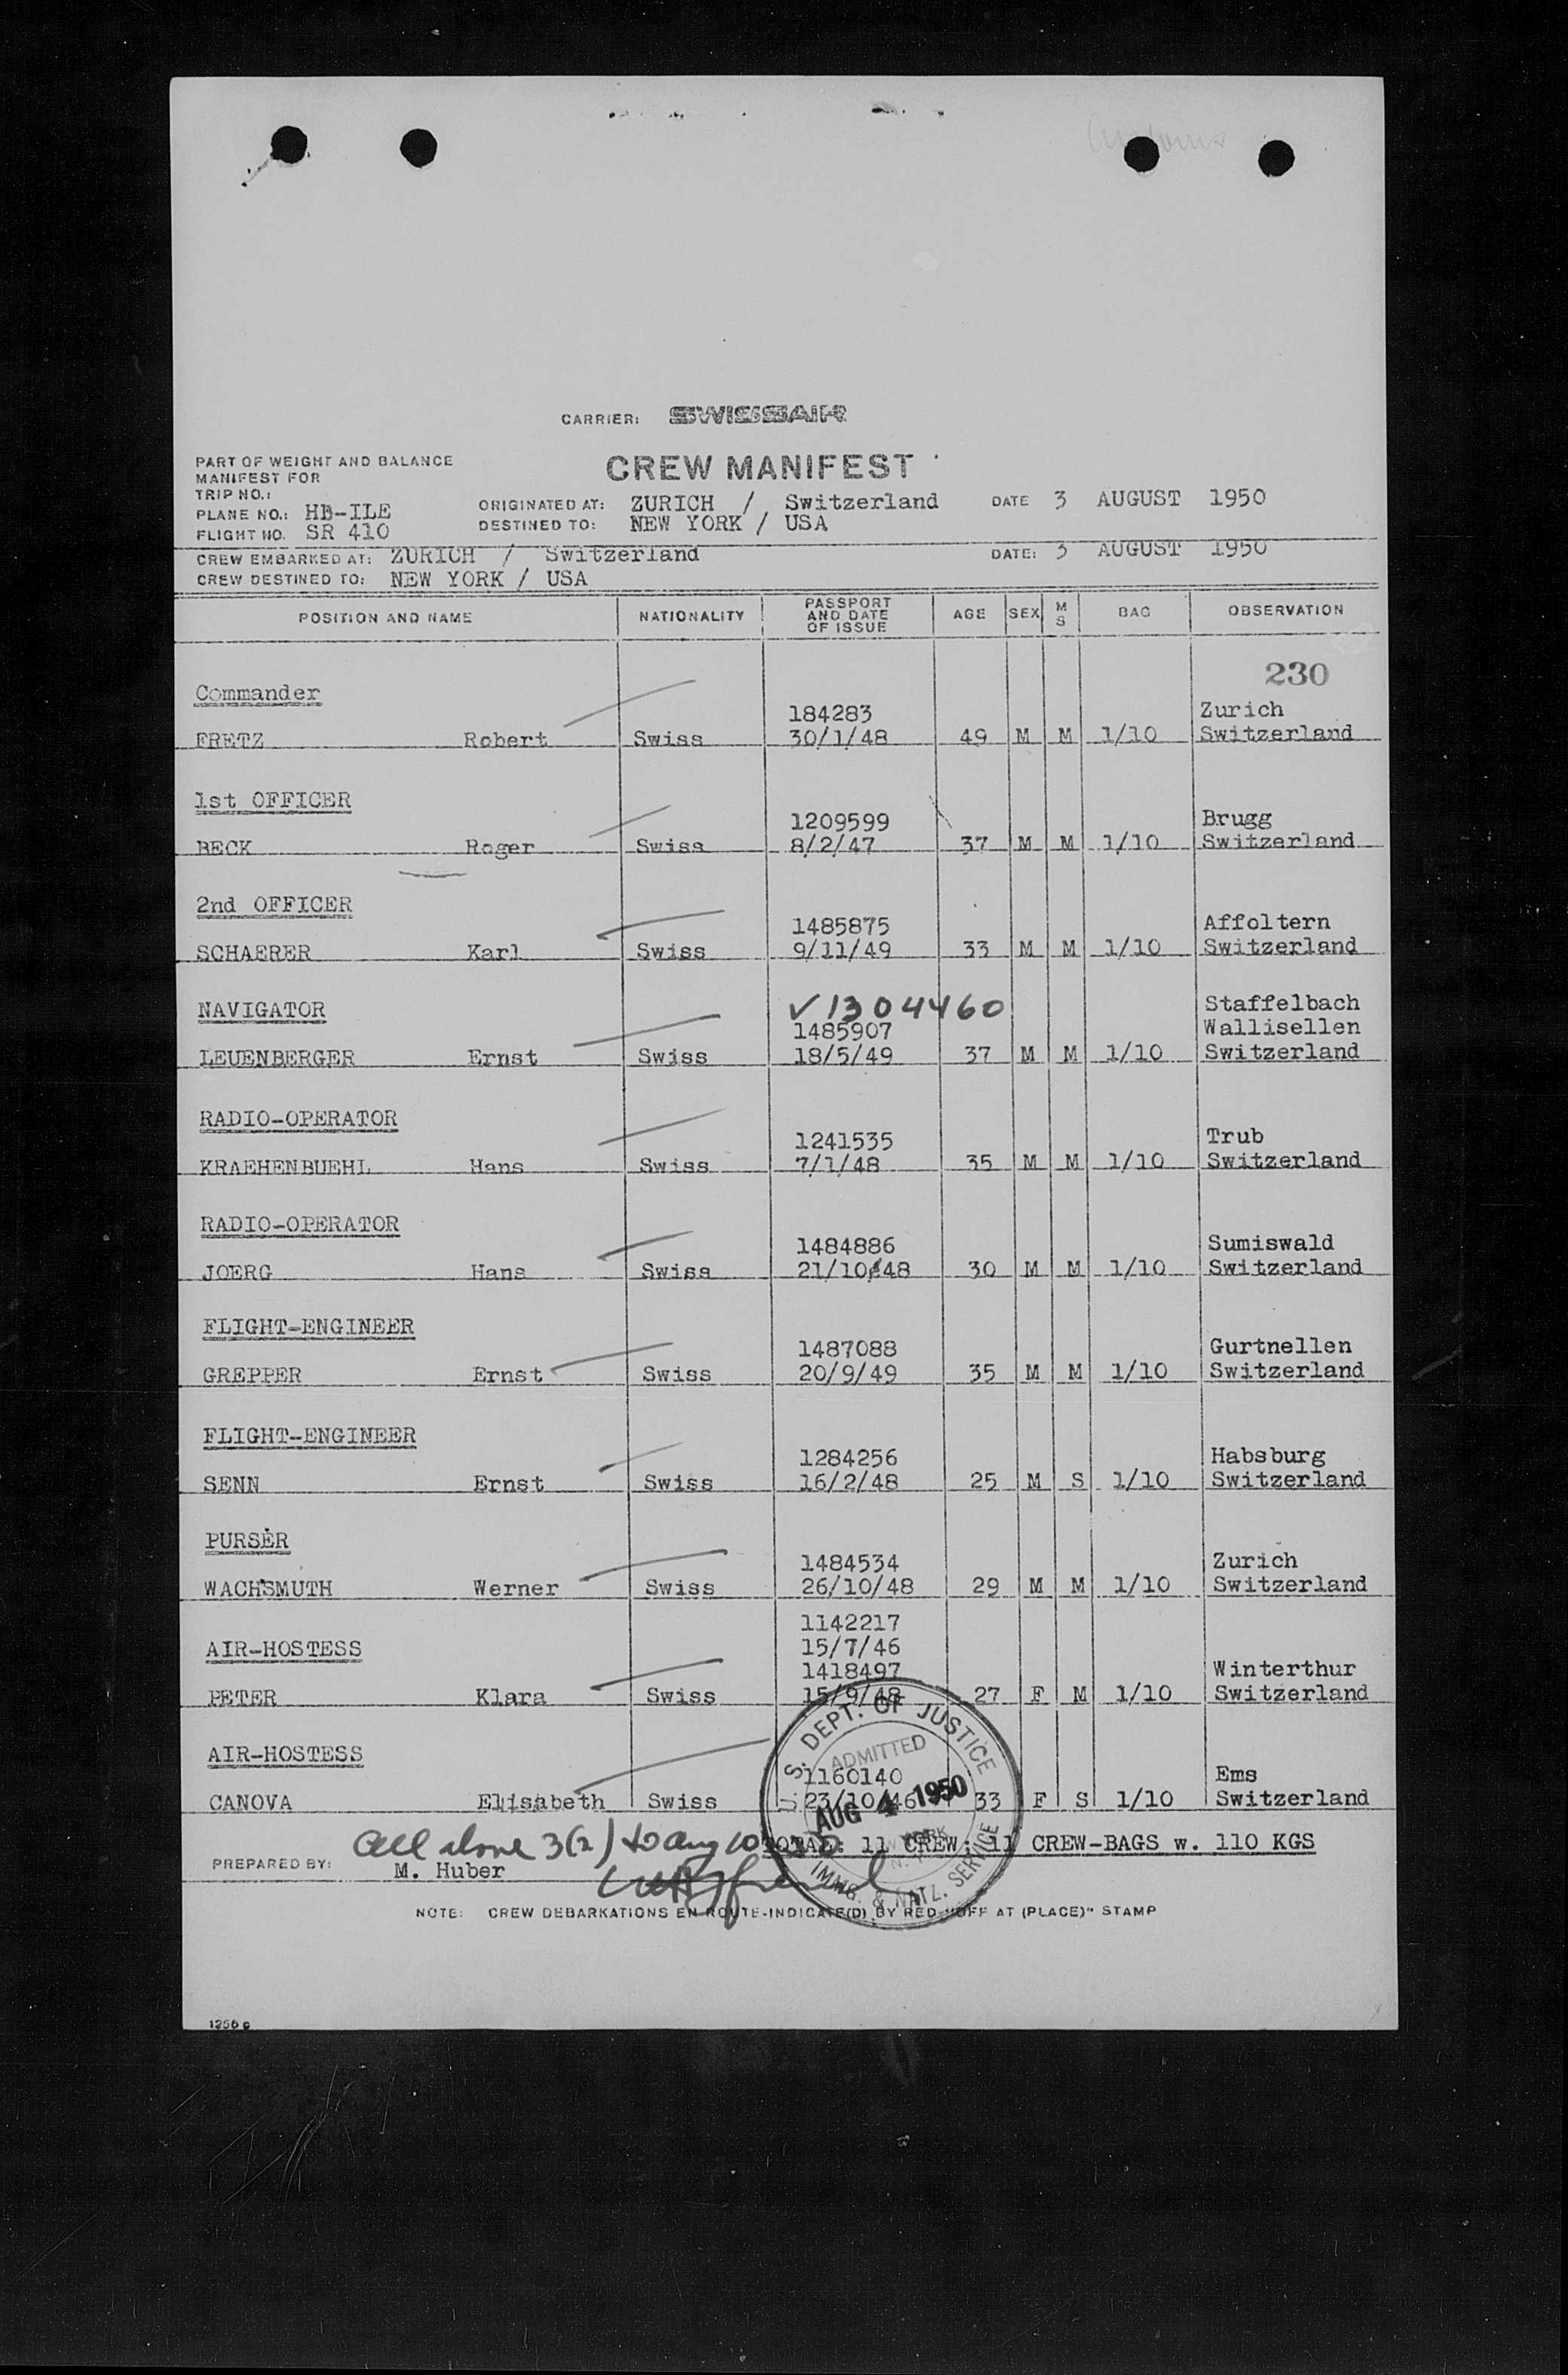 CARRIER: SWISSAIR
PART OF WEIGHT AND BALANCE
MANIFEST FOR
CREW MANIFEST
TRIP NO.:
PLANE NO.: HB-ILE
FLIGHT NO. SR 410
ORIGINATED AT: ZURICH / Switzerland DATE 3 AUGUST 1950
DESTINED TO: NEW YORK / USA
CREW EMBARKED AT: ZURICH / Switzerland DATE: 3 AUGUST 1950
CREW DESTINED TO: NEW YORK / USA
POSITION AND NAME NATIONALITY PASSPORT AND DATE OF ISSUE AGE SEX M S BAG OBSERVATION
230
Commander
184283 Zurich
FRETZ Robert Swiss 30/1/48 49 M M 1/10 Switzerland
1st OFFICER
1209599 Brugg
BECK Roger Swiss 8/2/47 37 M M 1/10 Switzerland
2nd OFFICER
1485875 Affoltern
SCHAERER Karl Swiss 9/11/49 33 M M 1/10 Switzerland
NAVIGATOR ✓1304460 Staffelbach
1485907 Wallisellen
LEUENBERGER Ernst Swiss 18/5/49 37 M M 1/10 Switzerland
RADIO-OPERATOR
1241535 Trub
KRAEHENBUEHL Hans Swiss 7/1/48 35 M M 1/10 Switzerland
RADIO-OPERATOR
1484886 Sumiswald
JOERG Hans Swiss 21/10/48 30 M M 1/10 Switzerland
FLIGHT-ENGINEER
1487088 Gurtnellen
GREPPER Ernst Swiss 20/9/49 35 M M 1/10 Switzerland
FLIGHT-ENGINEER
1284256 Habsburg
SENN Ernst Swiss 16/2/48 25 M S 1/10 Switzerland
PURSER
1484534 Zurich
WACHSMUTH Werner Swiss 26/10/48 29 M M 1/10 Switzerland
1142217
AIR-HOSTESS 15/7/46
1418497 Winterthur
PETER Klara Swiss 15/9/48 27 F M 1/10 Switzerland
AIR-HOSTESS
1160140 Ems
CANOVA Elisabeth Swiss 23/10/46 33 F S 1/10 Switzerland
U. S. DEPT. OF JUSTICE
ADMITTED
AUG 4 1950
NEW YORK
N. Y.
IMMG. & NATZ. SERVICE
All above 3(2) to
TOTAL: 11 CREW: 11 CREW-BAGS w. 110 KGS
PREPARED BY: M. Huber
NOTE: CREW DEBARKATIONS EN ROUTE-INDICATE(D) BY RED "OFF AT (PLACE)" STAMP
1256 g